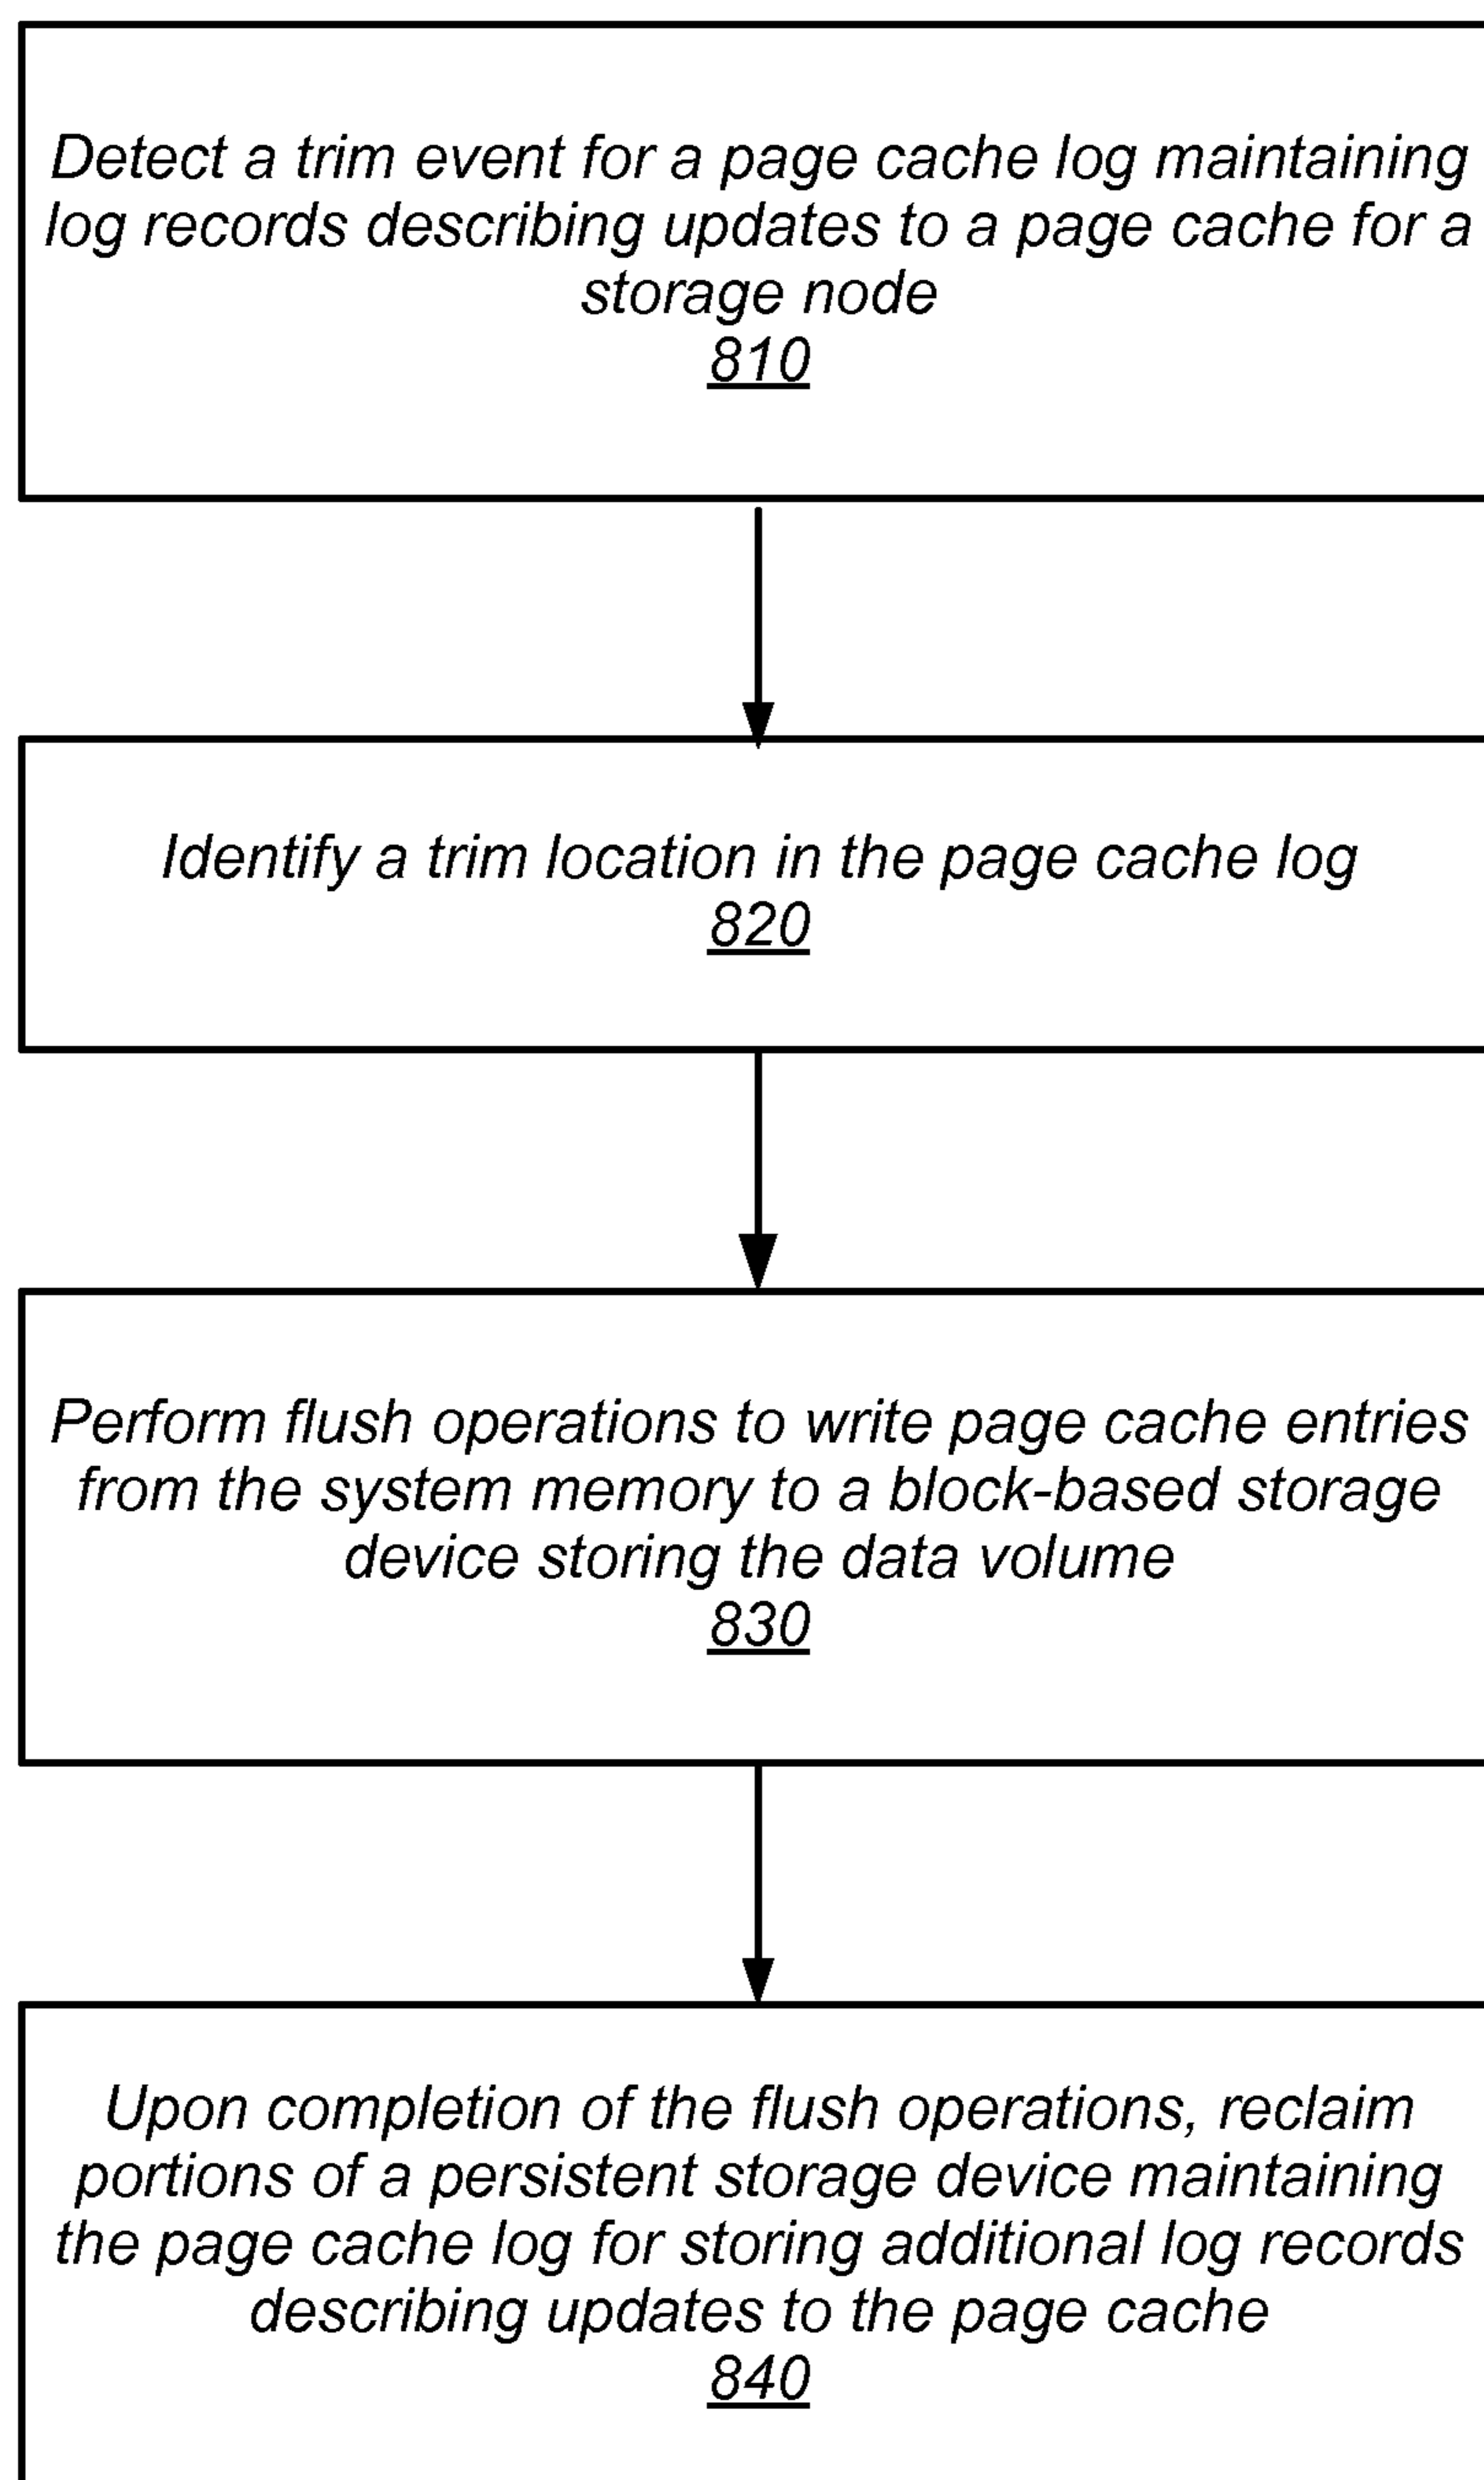 Detect a trim event for a page cache log maintaining
log records describing updates to a page cache for a
storage node
810
Identify a trim location in the page cache log
820
Perform flush operations to write page cache entries
from the system memory to a block-based storage
device storing the data volume
830
Upon completion of the flush operations, reclaim
portions of a persistent storage device maintaining
the page cache log for storing additional log records
describing updates to the page cache
840